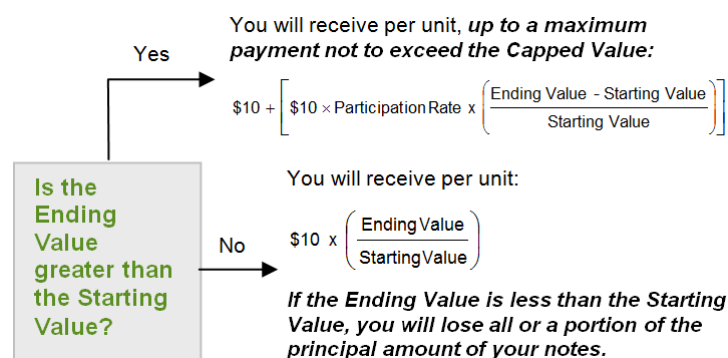 You will receive per unit, up to a maximum
payment not to exceed the Capped Value:
Yes
$10 + [ $10 × Participation Rate x ( Ending Value - Starting Value / Starting Value ) ]
Is the
Ending
Value
greater than
the Starting
Value?
No
You will receive per unit:
$10 x ( Ending Value / Starting Value )
If the Ending Value is less than the Starting
Value, you will lose all or a portion of the
principal amount of your notes.